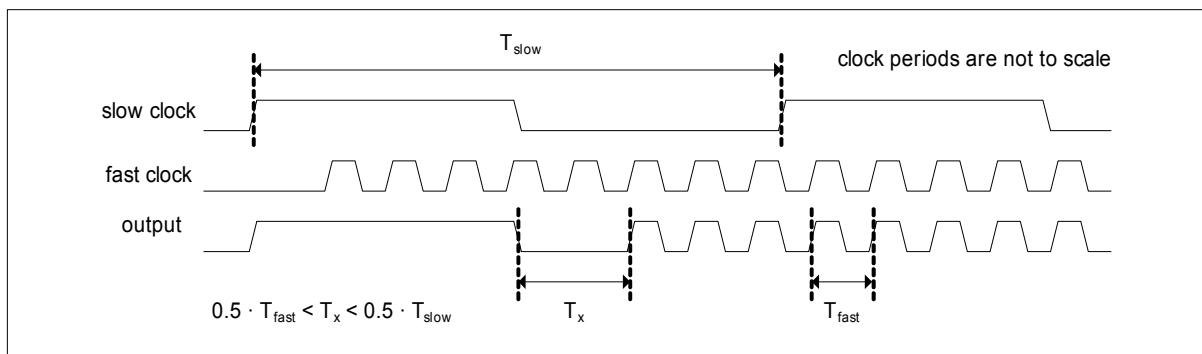 T_slow
clock periods are not to scale
slow clock
fast clock
output
0.5 · T_fast < T_x < 0.5 · T_slow
T_x
T_fast